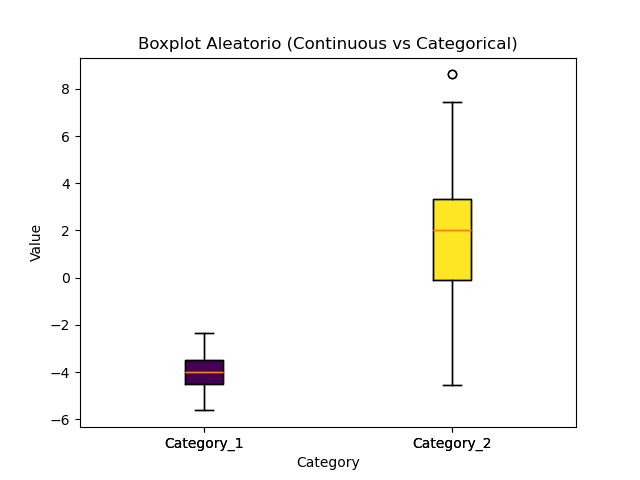 Boxplot Aleatorio (Continuous vs Categorical)
8
6
4
2
0
−2
−4
−6
Value
Category_1
Category_2
Category